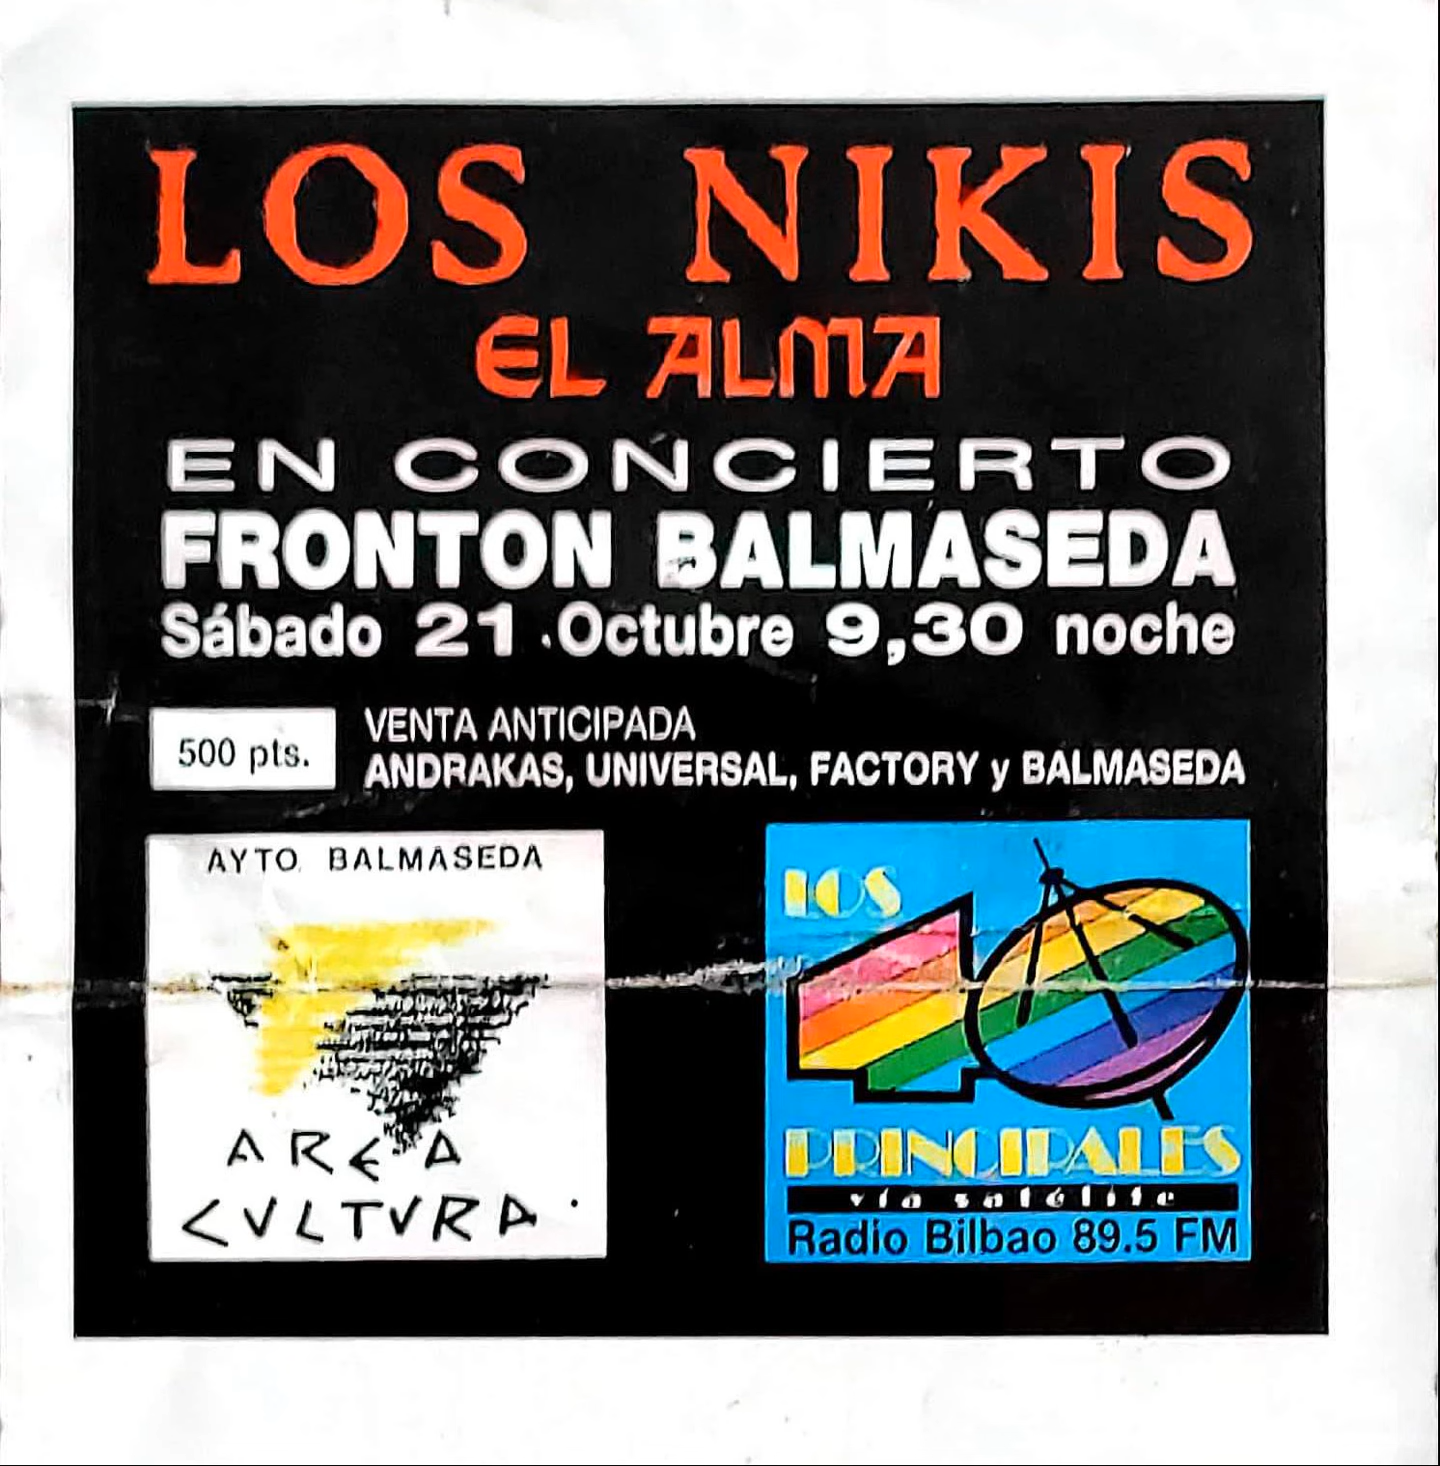 LOS NIKIS
EL ALMA
EN CONCIERTO
FRONTON BALMASEDA
Sábado 21 Octubre 9,30 noche
500 pts.
VENTA ANTICIPADA
ANDRAKAS, UNIVERSAL, FACTORY y BALMASEDA
AYTO. BALMASEDA
AREA
CULTURA
LOS
40
PRINCIPALES
vía satélite
Radio Bilbao 89.5 FM